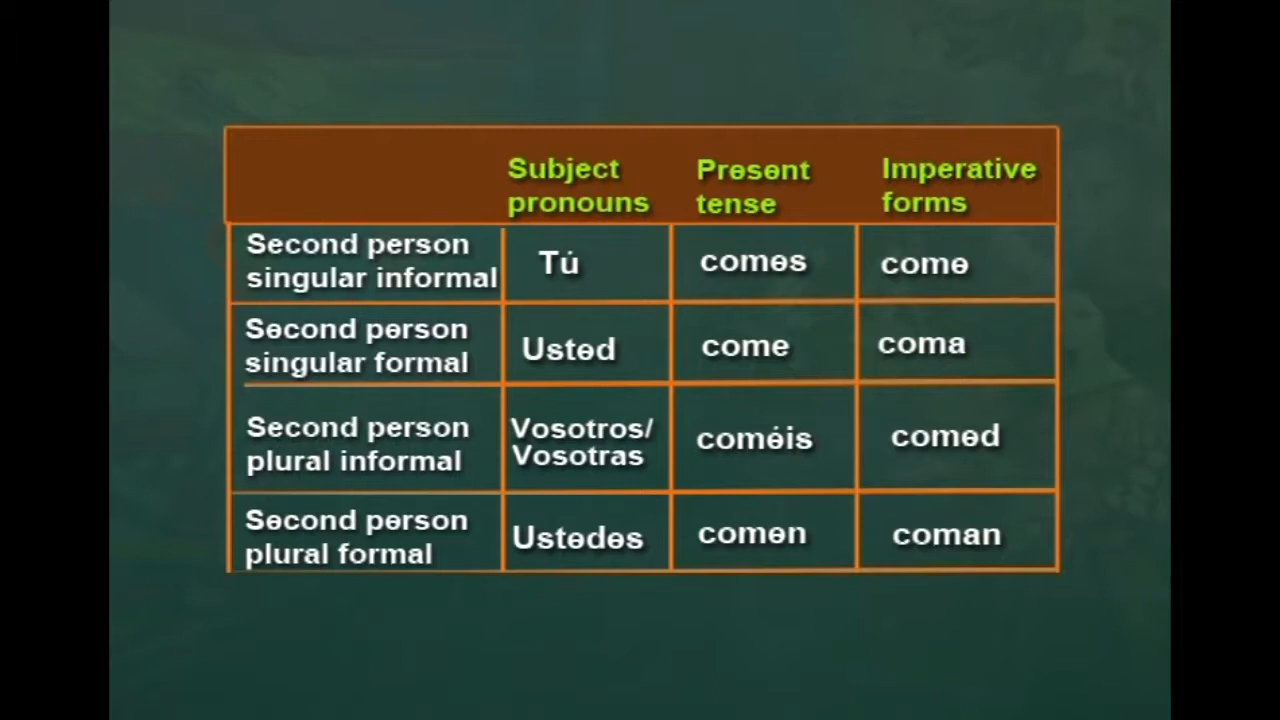 Subject pronouns
Present tense
Imperative forms
Second person singular informal
Tú
comes
come
Second person singular formal
Usted
come
coma
Second person plural informal
Vosotros/
Vosotras
coméis
comed
Second person plural formal
Ustedes
comen
coman